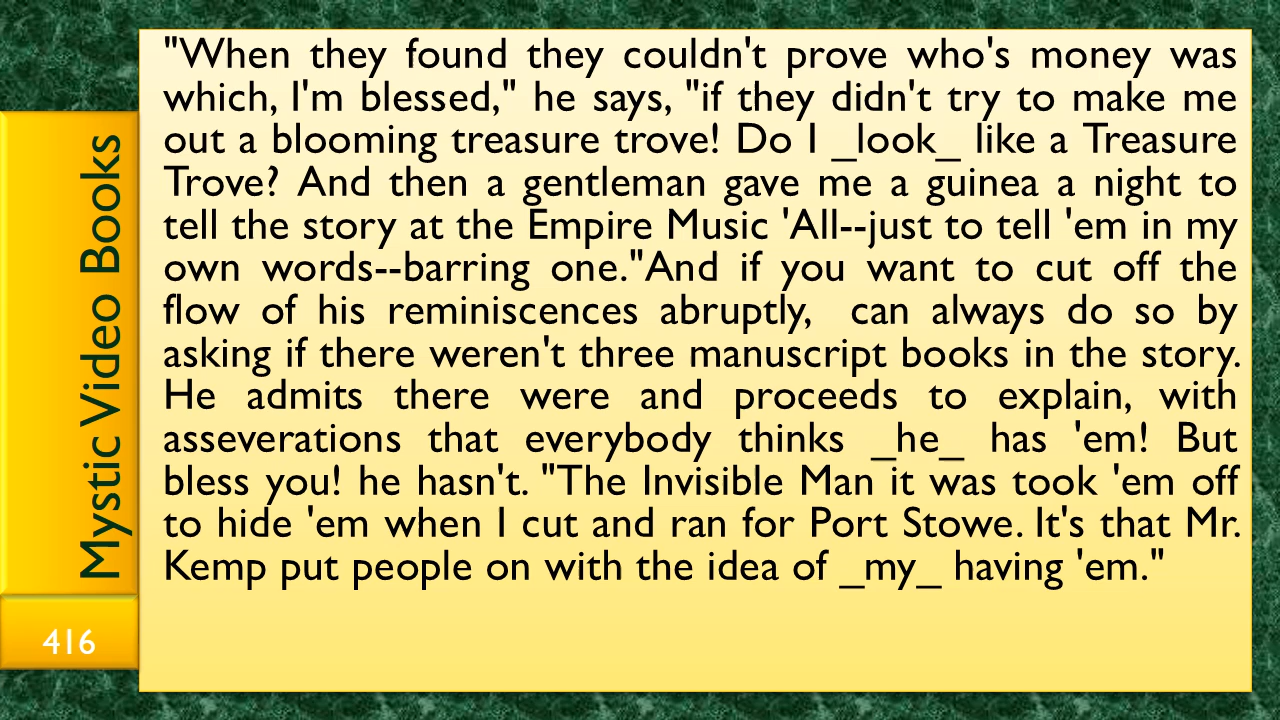 "When they found they couldn't prove who's money was
which, I'm blessed," he says, "if they didn't try to make me
out a blooming treasure trove! Do I _look_ like a Treasure
Trove? And then a gentleman gave me a guinea a night to
tell the story at the Empire Music 'All--just to tell 'em in my
own words--barring one."And if you want to cut off the
flow of his reminiscences abruptly,  can always do so by
asking if there weren't three manuscript books in the story.
He admits there were and proceeds to explain, with
asseverations that everybody thinks _he_ has 'em! But
bless you! he hasn't. "The Invisible Man it was took 'em off
to hide 'em when I cut and ran for Port Stowe. It's that Mr.
Kemp put people on with the idea of _my_ having 'em."
Mystic Video Books
416